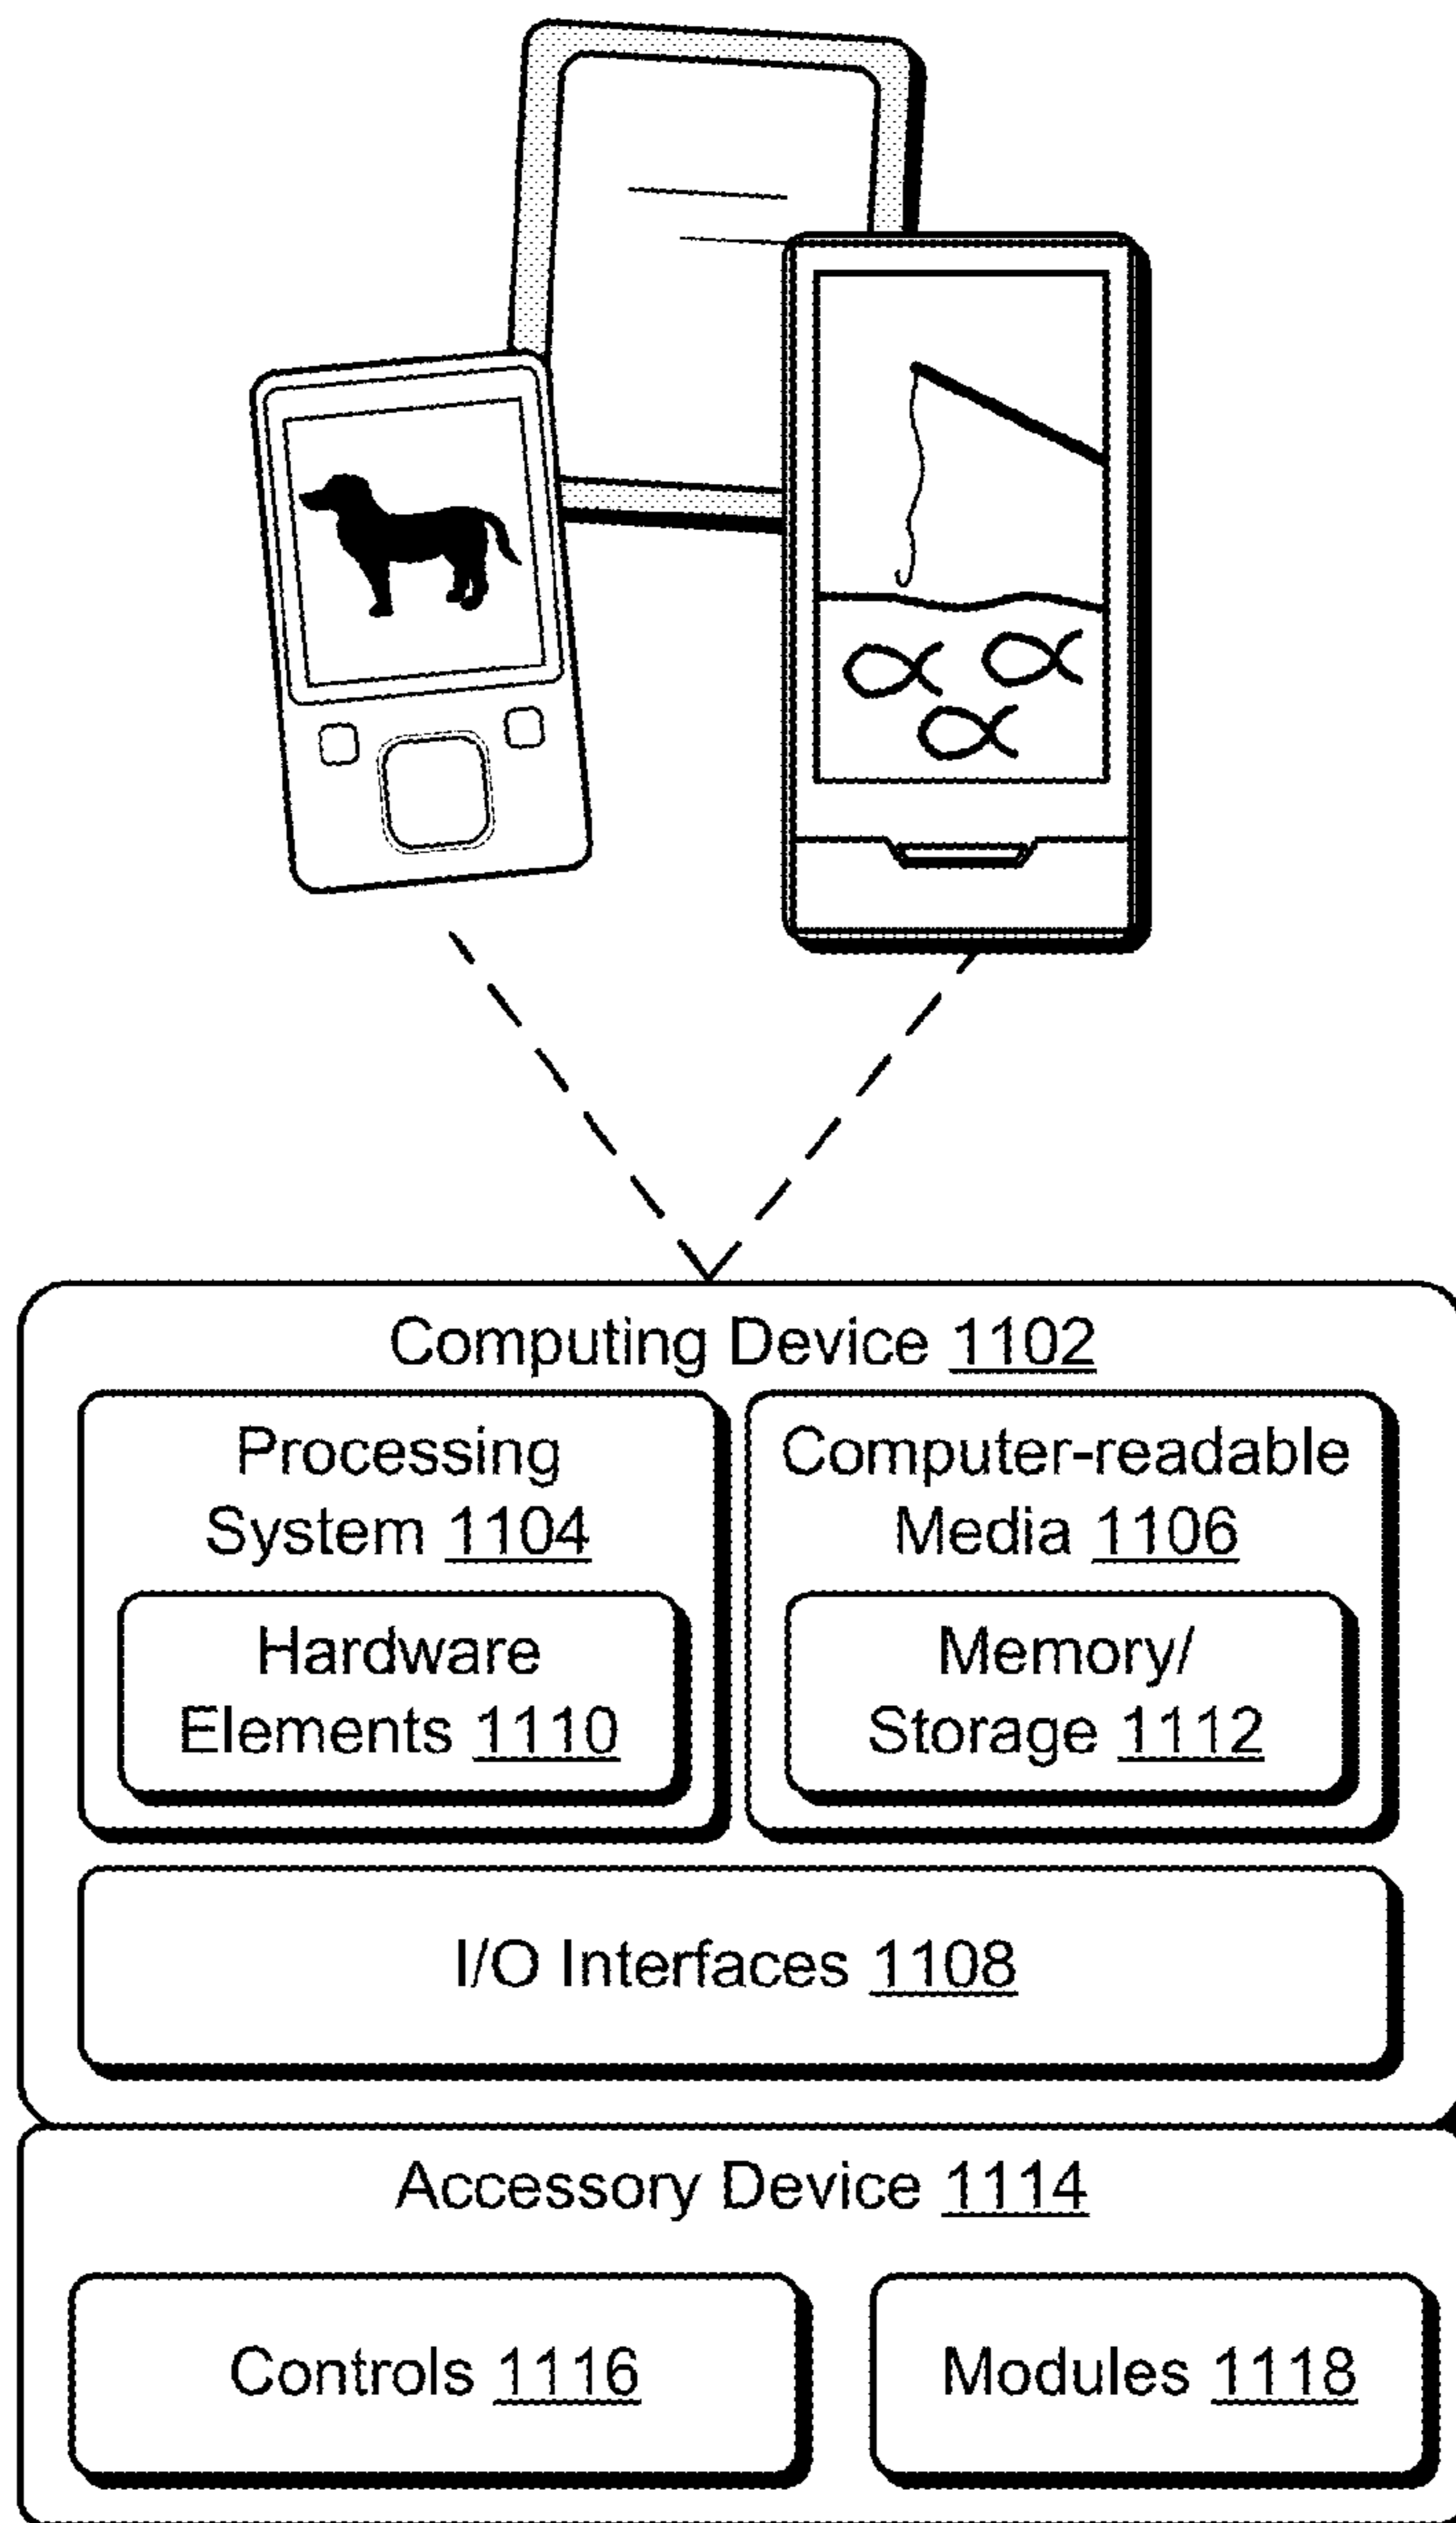 Computing Device 1102
Processing
System 1104
Hardware
Elements 1110
Computer-readable
Media 1106
Memory/
Storage 1112
I/O Interfaces 1108
Accessory Device 1114
Controls 1116
Modules 1118